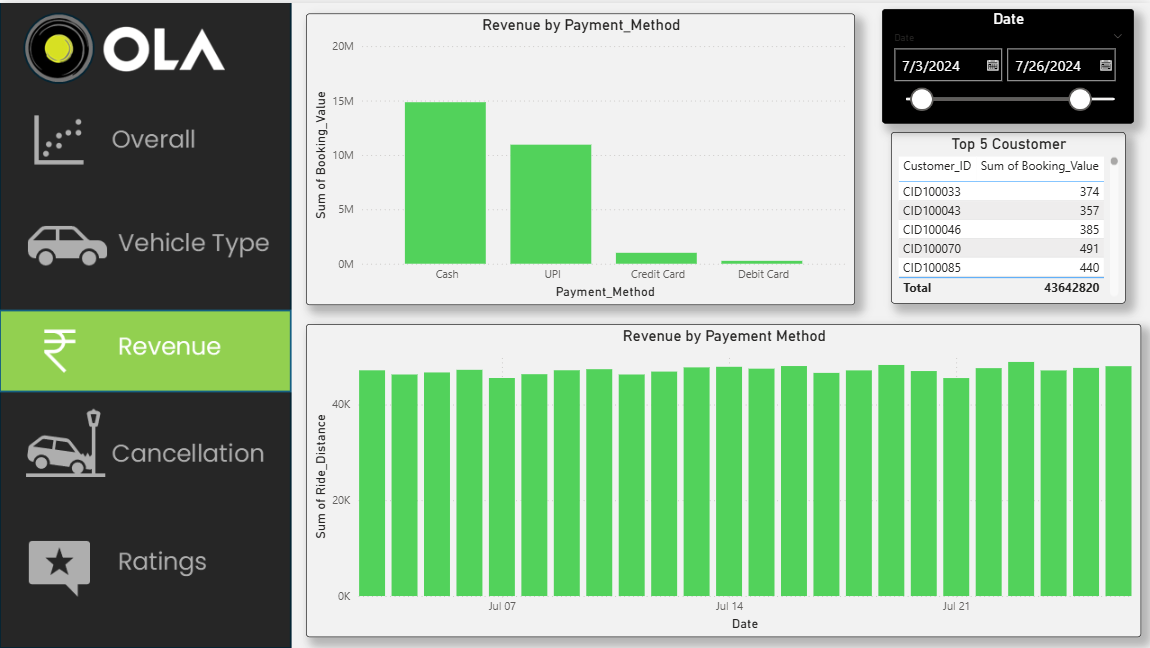 OLA
Overall
Vehicle Type
Revenue
Cancellation
Ratings
Revenue by Payment_Method
Sum of Booking_Value
20M
15M
10M
5M
0M
Cash UPI Credit Card Debit Card
Payment_Method
Date
Date
7/3/2024 7/26/2024
Top 5 Coustomer
Customer_ID Sum of Booking_Value
CID100033 374
CID100043 357
CID100046 385
CID100070 491
CID100085 440
Total 43642820
Revenue by Payement Method
Sum of Ride_Distance
40K
20K
0K
Jul 07 Jul 14 Jul 21
Date